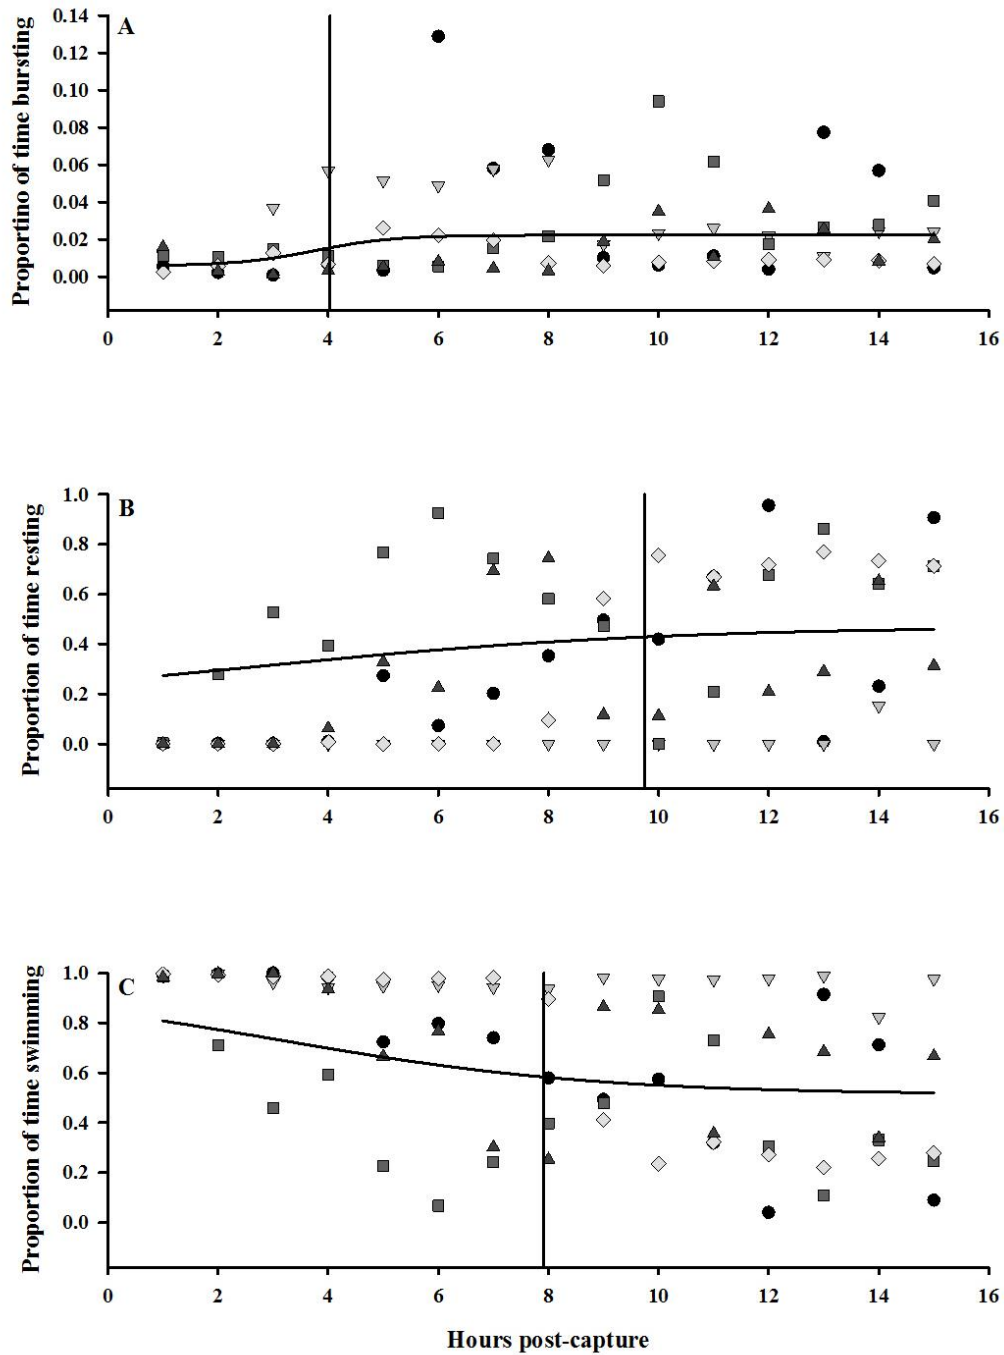 A
Proportino of time bursting
0.14
0.12
0.10
0.08
0.06
0.04
0.02
0.00
0 2 4 6 8 10 12 14 16
B
Proportion of time resting
1.0
0.8
0.6
0.4
0.2
0.0
0 2 4 6 8 10 12 14 16
C
Proportion of time swimming
1.0
0.8
0.6
0.4
0.2
0.0
0 2 4 6 8 10 12 14 16
Hours post-capture